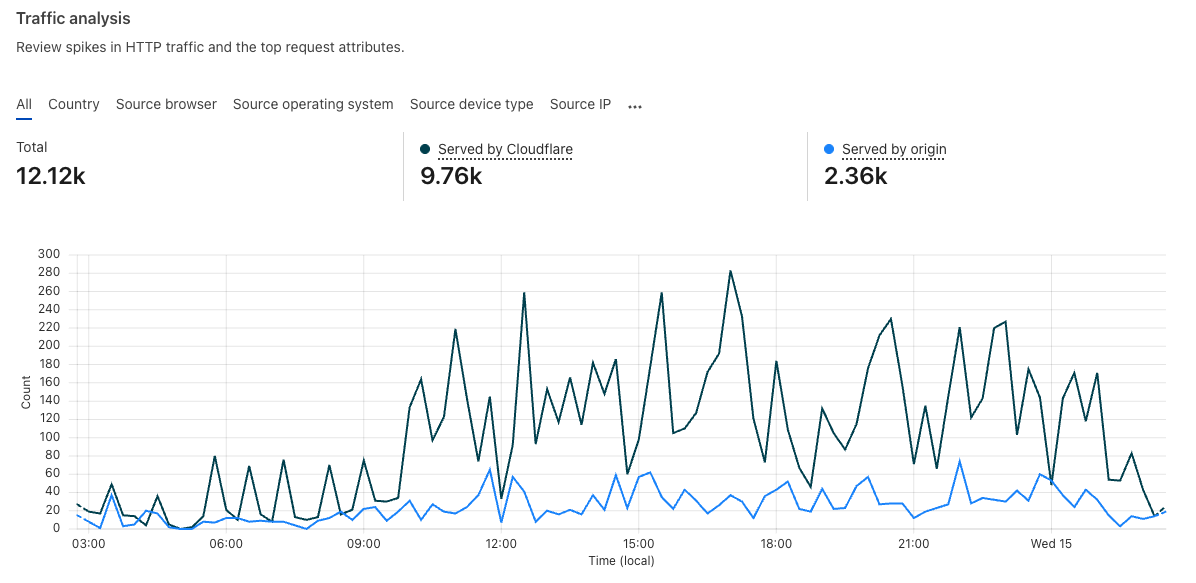 Traffic analysis
Review spikes in HTTP traffic and the top request attributes.
All Country Source browser Source operating system Source device type Source IP ...
Total
12.12k
Served by Cloudflare
9.76k
Served by origin
2.36k
300
280
260
240
220
200
180
160
140
120
100
80
60
40
20
0
Count
03:00 06:00 09:00 12:00 15:00 18:00 21:00 Wed 15
Time (local)